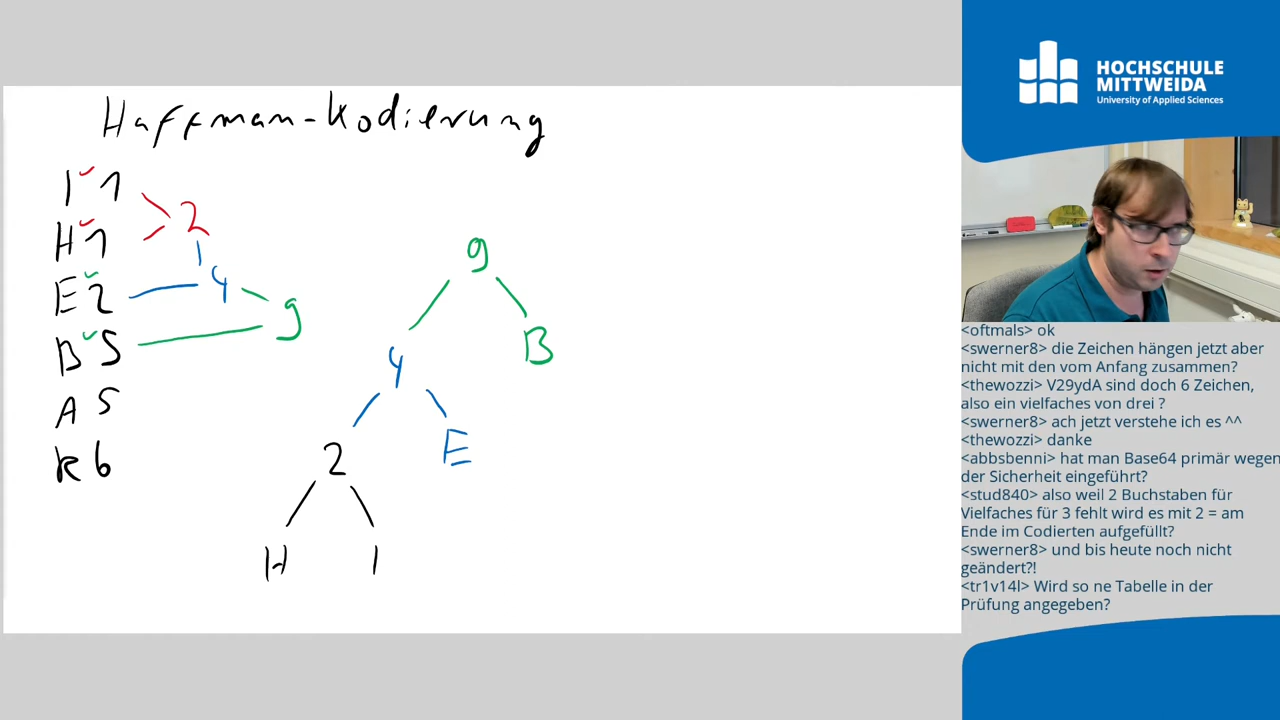 Huffman-Kodierung
I 1
H 1
2
E 2
4
B 5
9
A 5
K 6
9
4
B
2
E
H I
HOCHSCHULE
MITTWEIDA
University of Applied Sciences
<oftmals> ok
<swerner8> die Zeichen hängen jetzt aber
nicht mit den vom Anfang zusammen?
<thewozzi> V29ydA sind doch 6 Zeichen,
also ein vielfaches von drei ?
<swerner8> ach jetzt verstehe ich es ^^
<thewozzi> danke
<abbsbenni> hat man Base64 primär wegen
der Sicherheit eingeführt?
<stud840> also weil 2 Buchstaben für
Vielfaches für 3 fehlt wird es mit 2 = am
Ende im Codierten aufgefüllt?
<swerner8> und bis heute noch nicht
geändert?!
<tr1v14l> Wird so ne Tabelle in der
Prüfung angegeben?